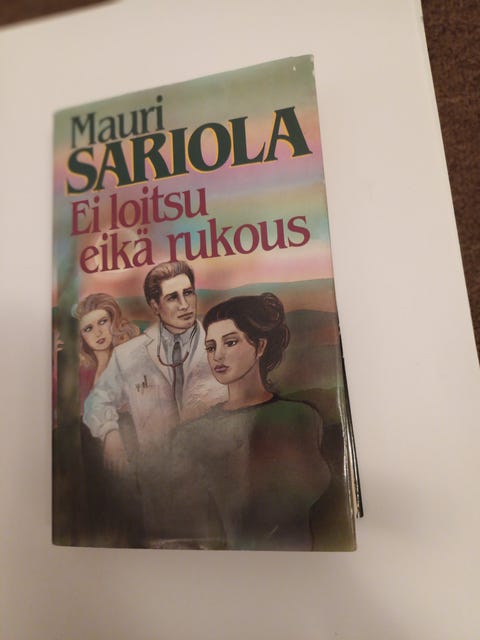 Mauri
SARIOLA
Ei loitsu
eikä rukous